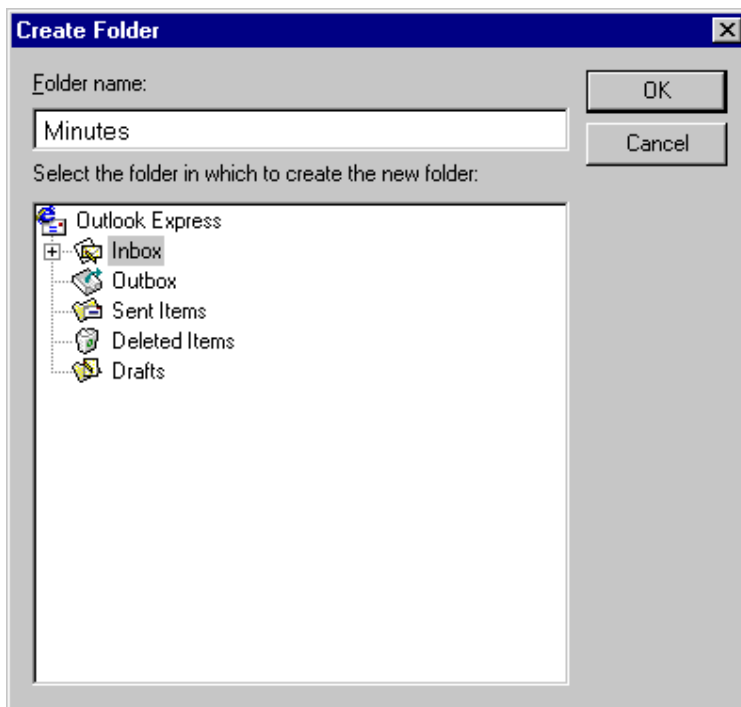 Create Folder
Folder name:
OK
Minutes
Cancel
Select the folder in which to create the new folder:
Outlook Express
Inbox
Outbox
Sent Items
Deleted Items
Drafts